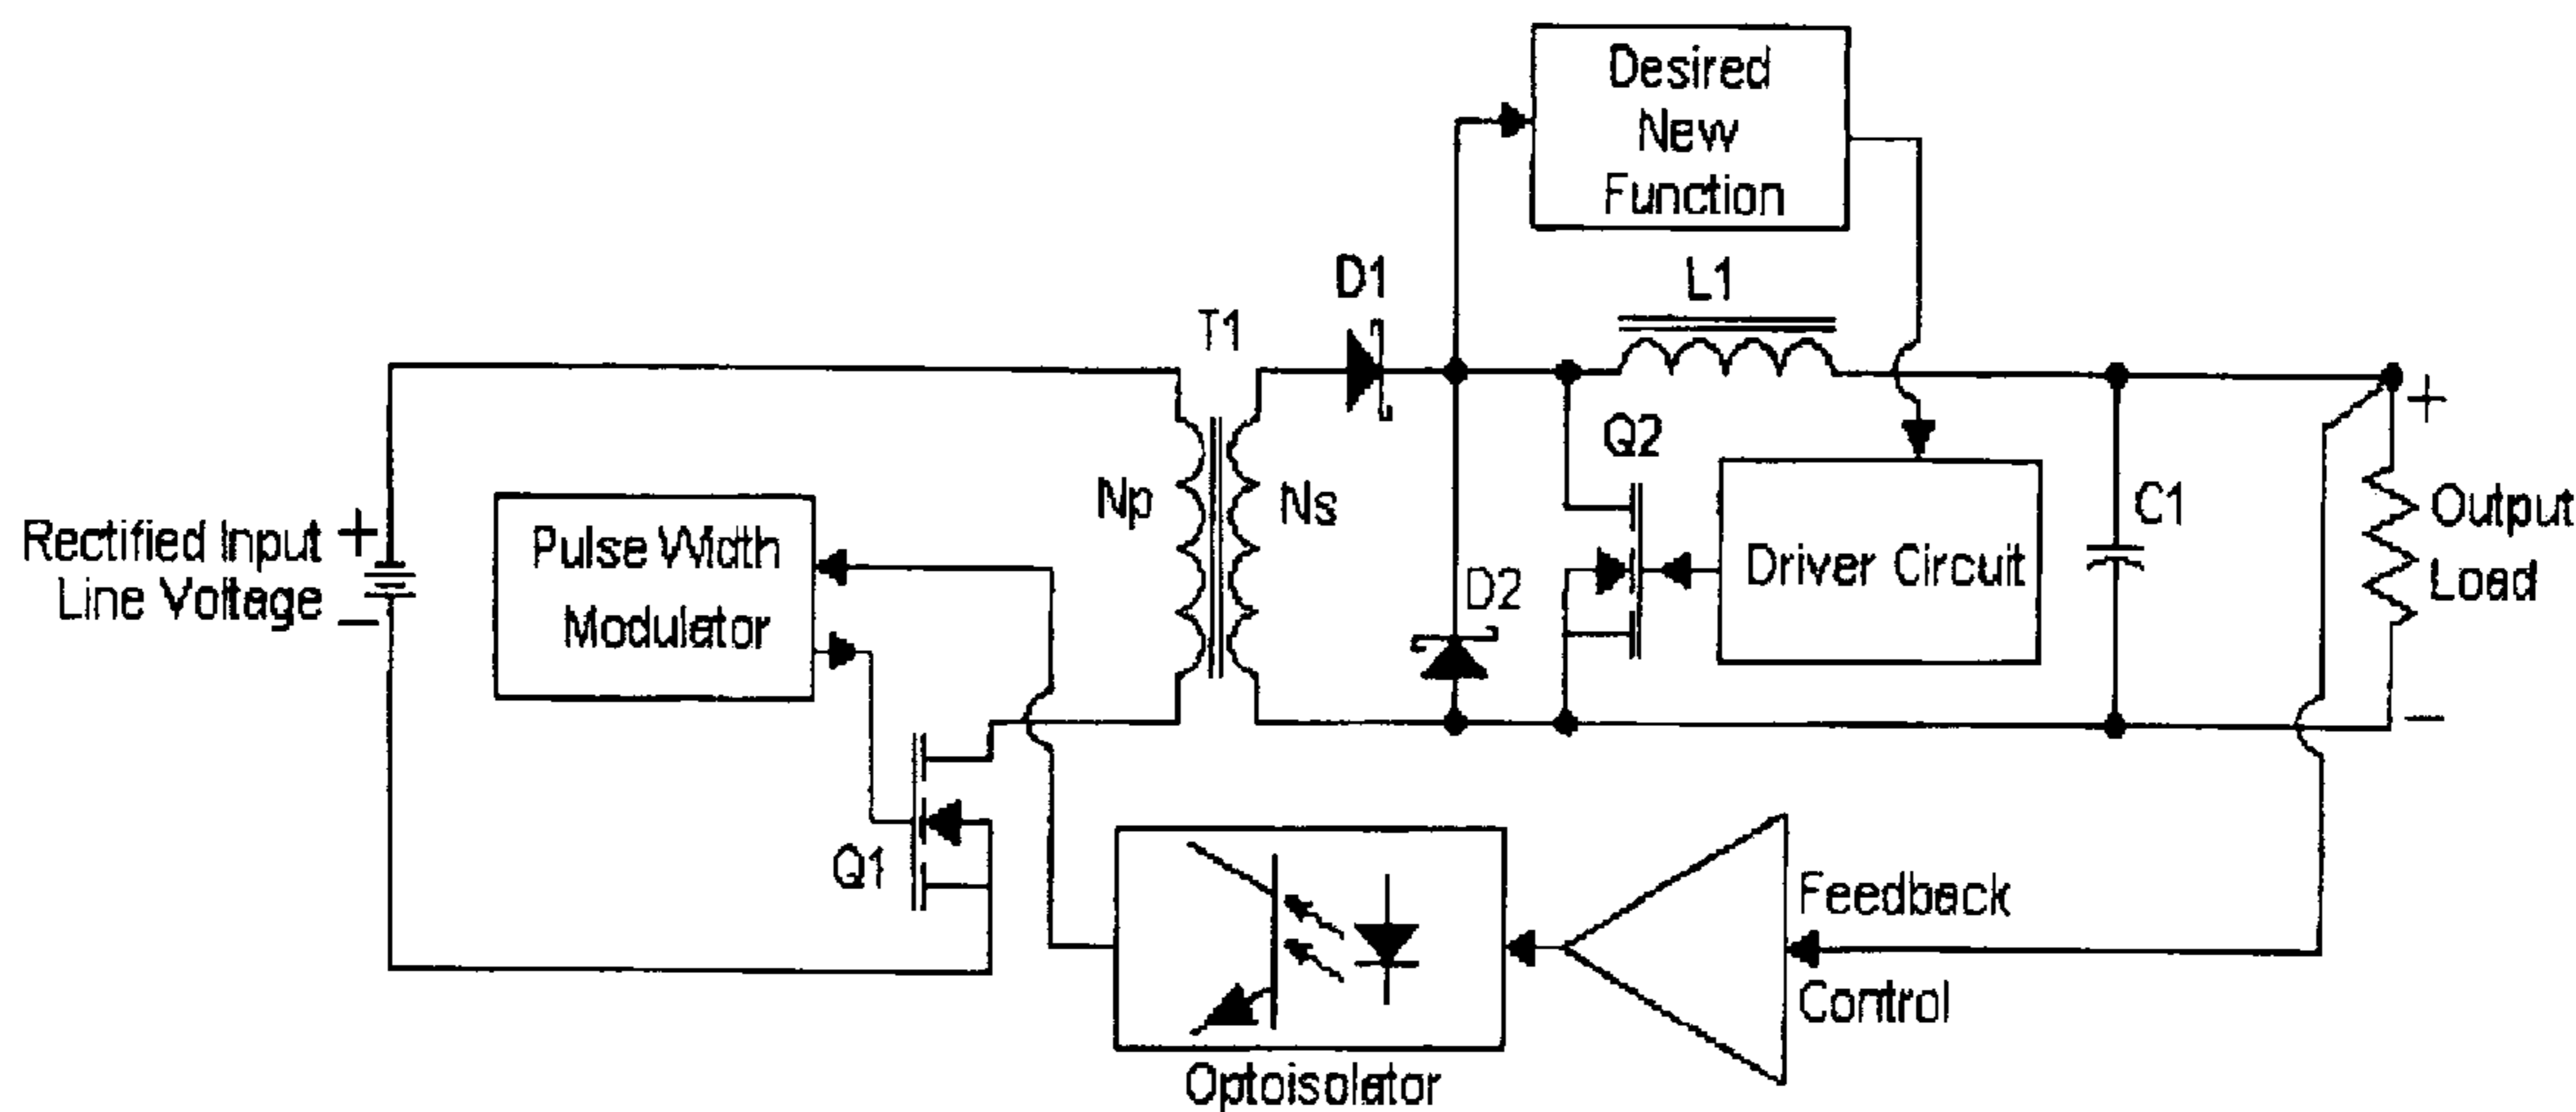 Desired
New
Function
D1
L1
T1
Q2
Np
Ns
C1
+
Output
Load
-
Rectified Input
Line Voltage
+
-
Pulse Width
Modulator
D2
Driver Circuit
Q1
Feedback
Control
Optoisolator